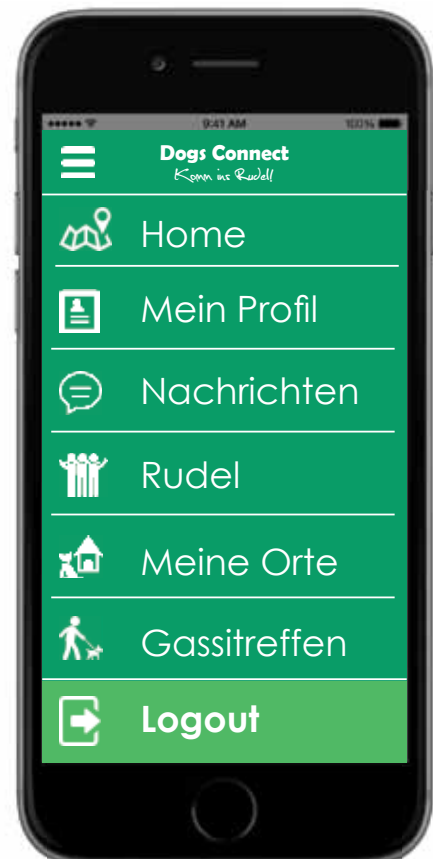 9:41 AM
100%
Dogs Connect
Komm ins Rudel!
Home
Mein Profil
Nachrichten
Rudel
Meine Orte
Gassitreffen
Logout